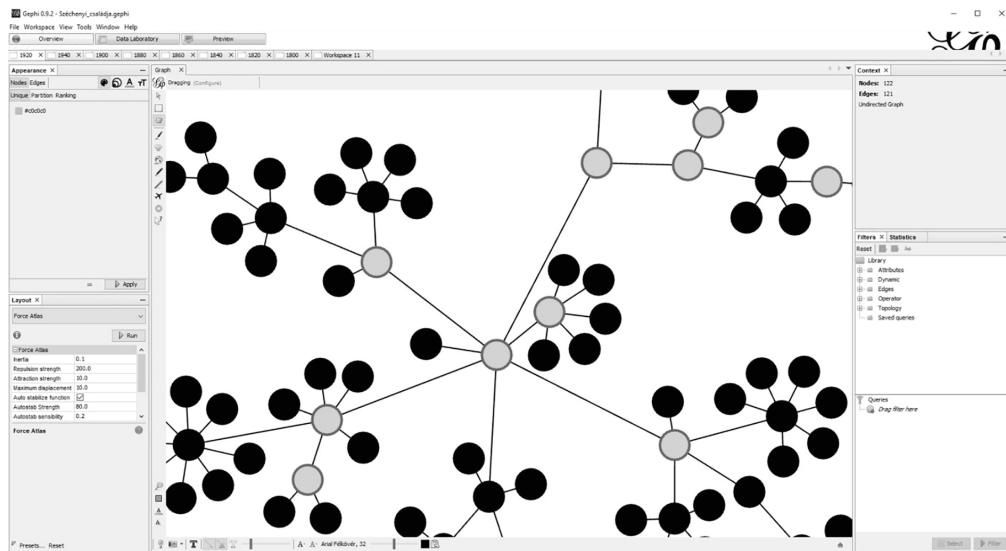 Gephi 0.9.2 - Széchenyi_családja.gephi
File Workspace View Tools Window Help
Overview Data Laboratory Preview
1920 1940 1900 1880 1860 1840 1820 1800 Workspace 11
Appearance
Nodes Edges
Unique Partition Ranking
#c0c0c0
Apply
Layout
Force Atlas
Run
Force Atlas
Inertia 0.1
Repulsion strength 200.0
Attraction strength 10.0
Maximum displacement 10.0
Auto stabilize function
Autostab Strength 80.0
Autostab sensibility 0.2
Force Atlas
Presets... Reset
Graph
Dragging (Configure)
Arial Félkövér, 32
Context
Nodes: 122
Edges: 121
Undirected Graph
Filters Statistics
Reset
Library
Attributes
Dynamic
Edges
Operator
Topology
Saved queries
Queries
Drag filter here
Select Filter